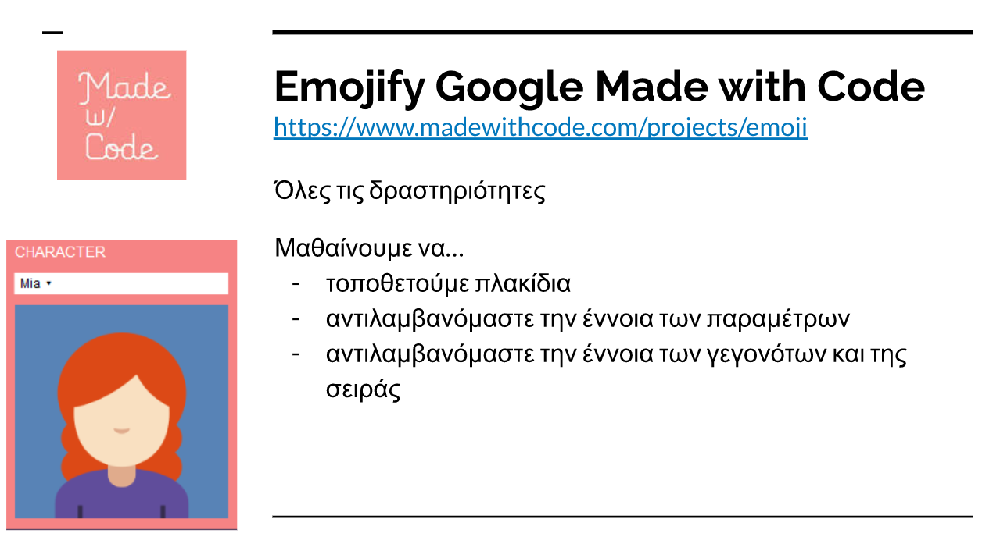 Made
w/
Code
Emojify Google Made with Code
https://www.madewithcode.com/projects/emoji
Όλες τις δραστηριότητες
Μαθαίνουμε να...
- τοποθετούμε πλακίδια
- αντιλαμβανόμαστε την έννοια των παραμέτρων
- αντιλαμβανόμαστε την έννοια των γεγονότων και της
σειράς
CHARACTER
Mia